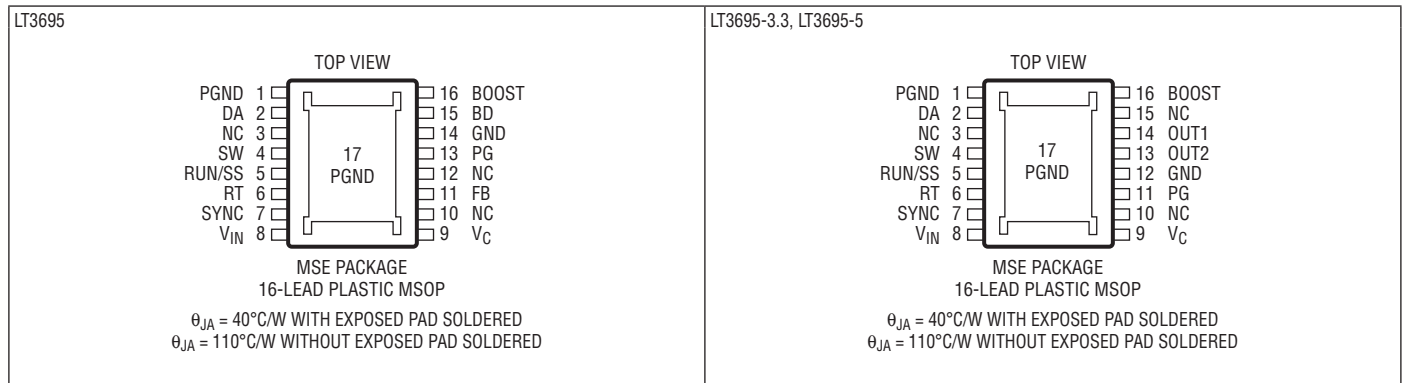 LT3695
TOP VIEW
PGND 1
DA 2
NC 3
SW 4
RUN/SS 5
RT 6
SYNC 7
VIN 8
17
PGND
16 BOOST
15 BD
14 GND
13 PG
12 NC
11 FB
10 NC
9 VC
MSE PACKAGE
16-LEAD PLASTIC MSOP
θJA = 40°C/W WITH EXPOSED PAD SOLDERED
θJA = 110°C/W WITHOUT EXPOSED PAD SOLDERED
LT3695-3.3, LT3695-5
TOP VIEW
PGND 1
DA 2
NC 3
SW 4
RUN/SS 5
RT 6
SYNC 7
VIN 8
17
PGND
16 BOOST
15 NC
14 OUT1
13 OUT2
12 GND
11 PG
10 NC
9 VC
MSE PACKAGE
16-LEAD PLASTIC MSOP
θJA = 40°C/W WITH EXPOSED PAD SOLDERED
θJA = 110°C/W WITHOUT EXPOSED PAD SOLDERED